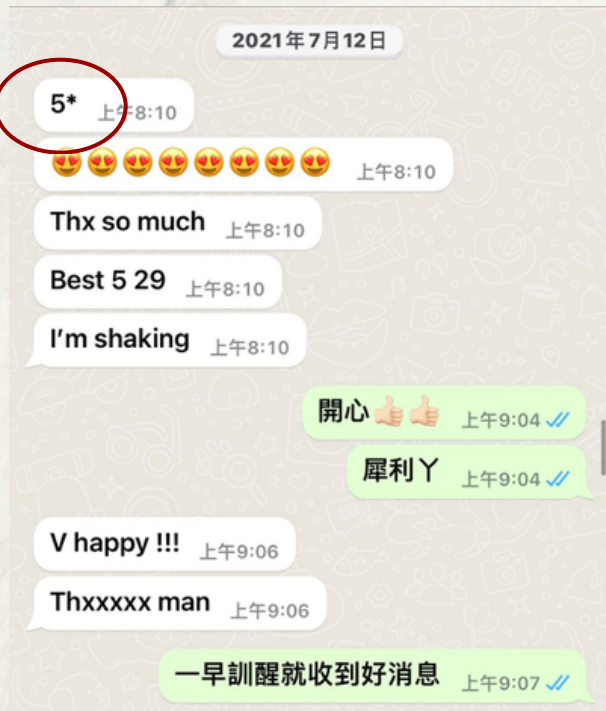 2021年7月12日
5* 上午8:10
😍😍😍😍😍😍😍😍 上午8:10
Thx so much 上午8:10
Best 5 29 上午8:10
I'm shaking 上午8:10
開心👍🏻👍🏻 上午9:04
犀利丫 上午9:04
V happy !!! 上午9:06
Thxxxxx man 上午9:06
一早訓醒就收到好消息 上午9:07